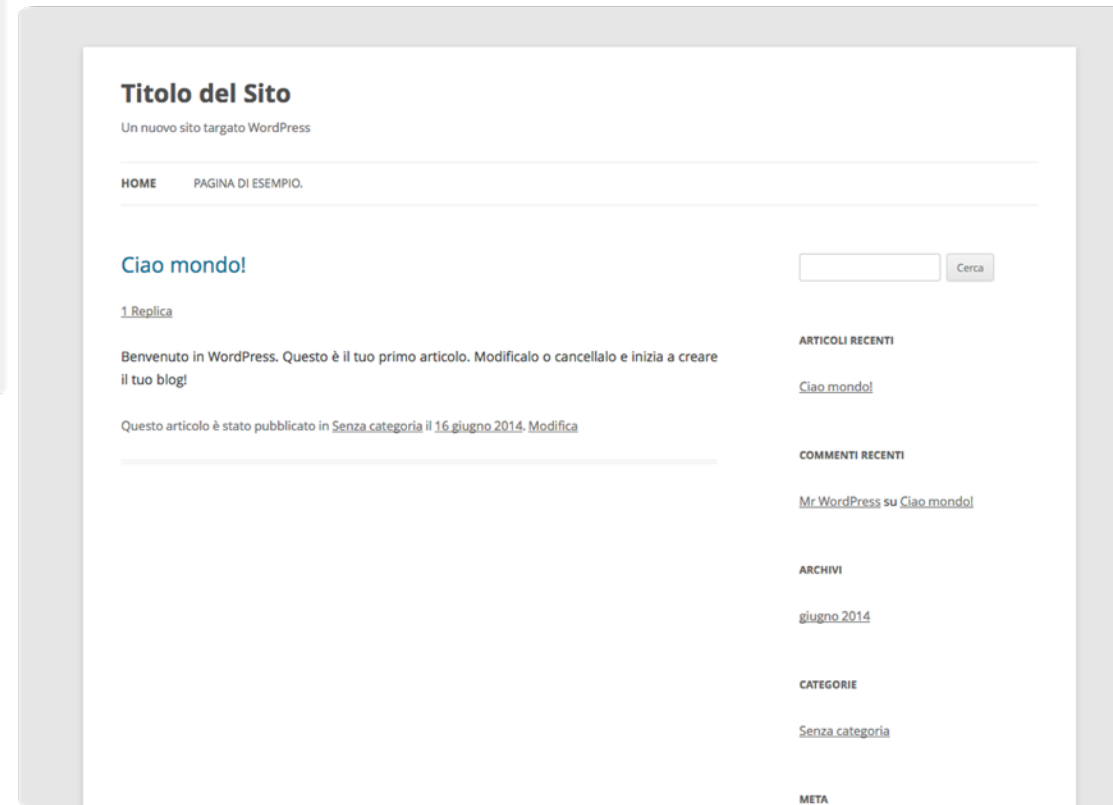 Titolo del Sito
Un nuovo sito targato WordPress
HOME PAGINA DI ESEMPIO.
Ciao mondo!
1 Replica
Benvenuto in WordPress. Questo è il tuo primo articolo. Modificalo o cancellalo e inizia a creare
il tuo blog!
Questo articolo è stato pubblicato in Senza categoria il 16 giugno 2014. Modifica
Cerca
ARTICOLI RECENTI
Ciao mondo!
COMMENTI RECENTI
Mr WordPress su Ciao mondo!
ARCHIVI
giugno 2014
CATEGORIE
Senza categoria
META